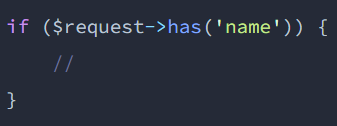 if ($request->has('name')) {
    //
}